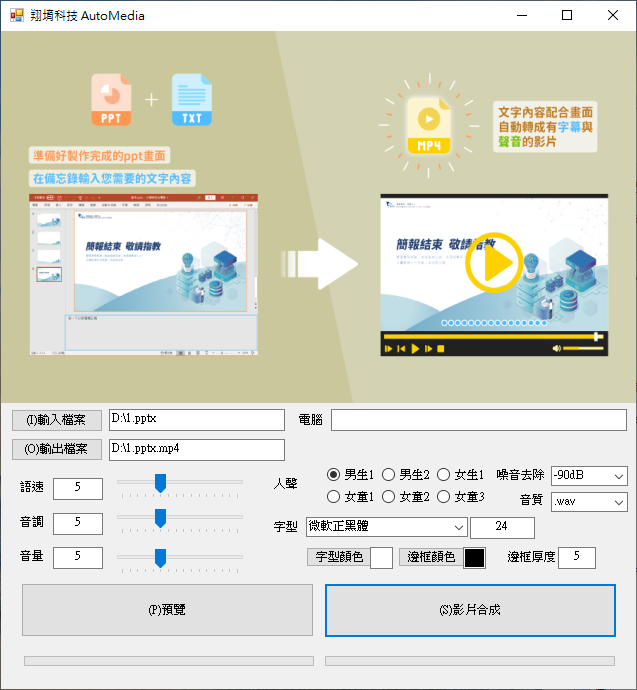 翔埥科技 AutoMedia
PPT
+
TXT
MP4
文字內容配合畫面
自動轉成有字幕與
聲音的影片
準備好製作完成的ppt畫面
在備忘錄輸入您需要的文字內容
簡報結束 敬請指教
簡報結束 敬請指教
(I)輸入檔案
D:\1.pptx
電腦
(O)輸出檔案
D:\1.pptx.mp4
語速
5
人聲
男生1
男生2
女生1
噪音去除
-90dB
女童1
女童2
女童3
音質
.wav
音調
5
字型
微軟正黑體
24
音量
5
字型顏色
邊框顏色
邊框厚度
5
(P)預覽
(S)影片合成